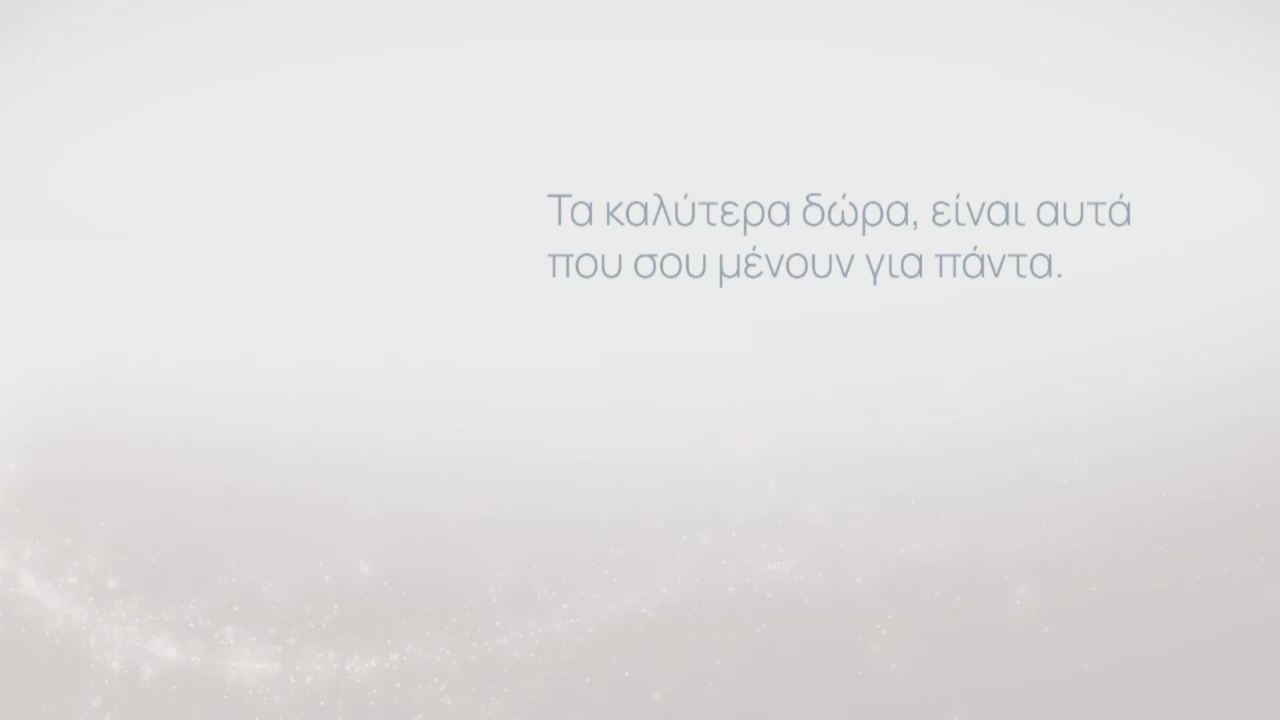 Τα καλύτερα δώρα, είναι αυτά
που σου μένουν για πάντα.